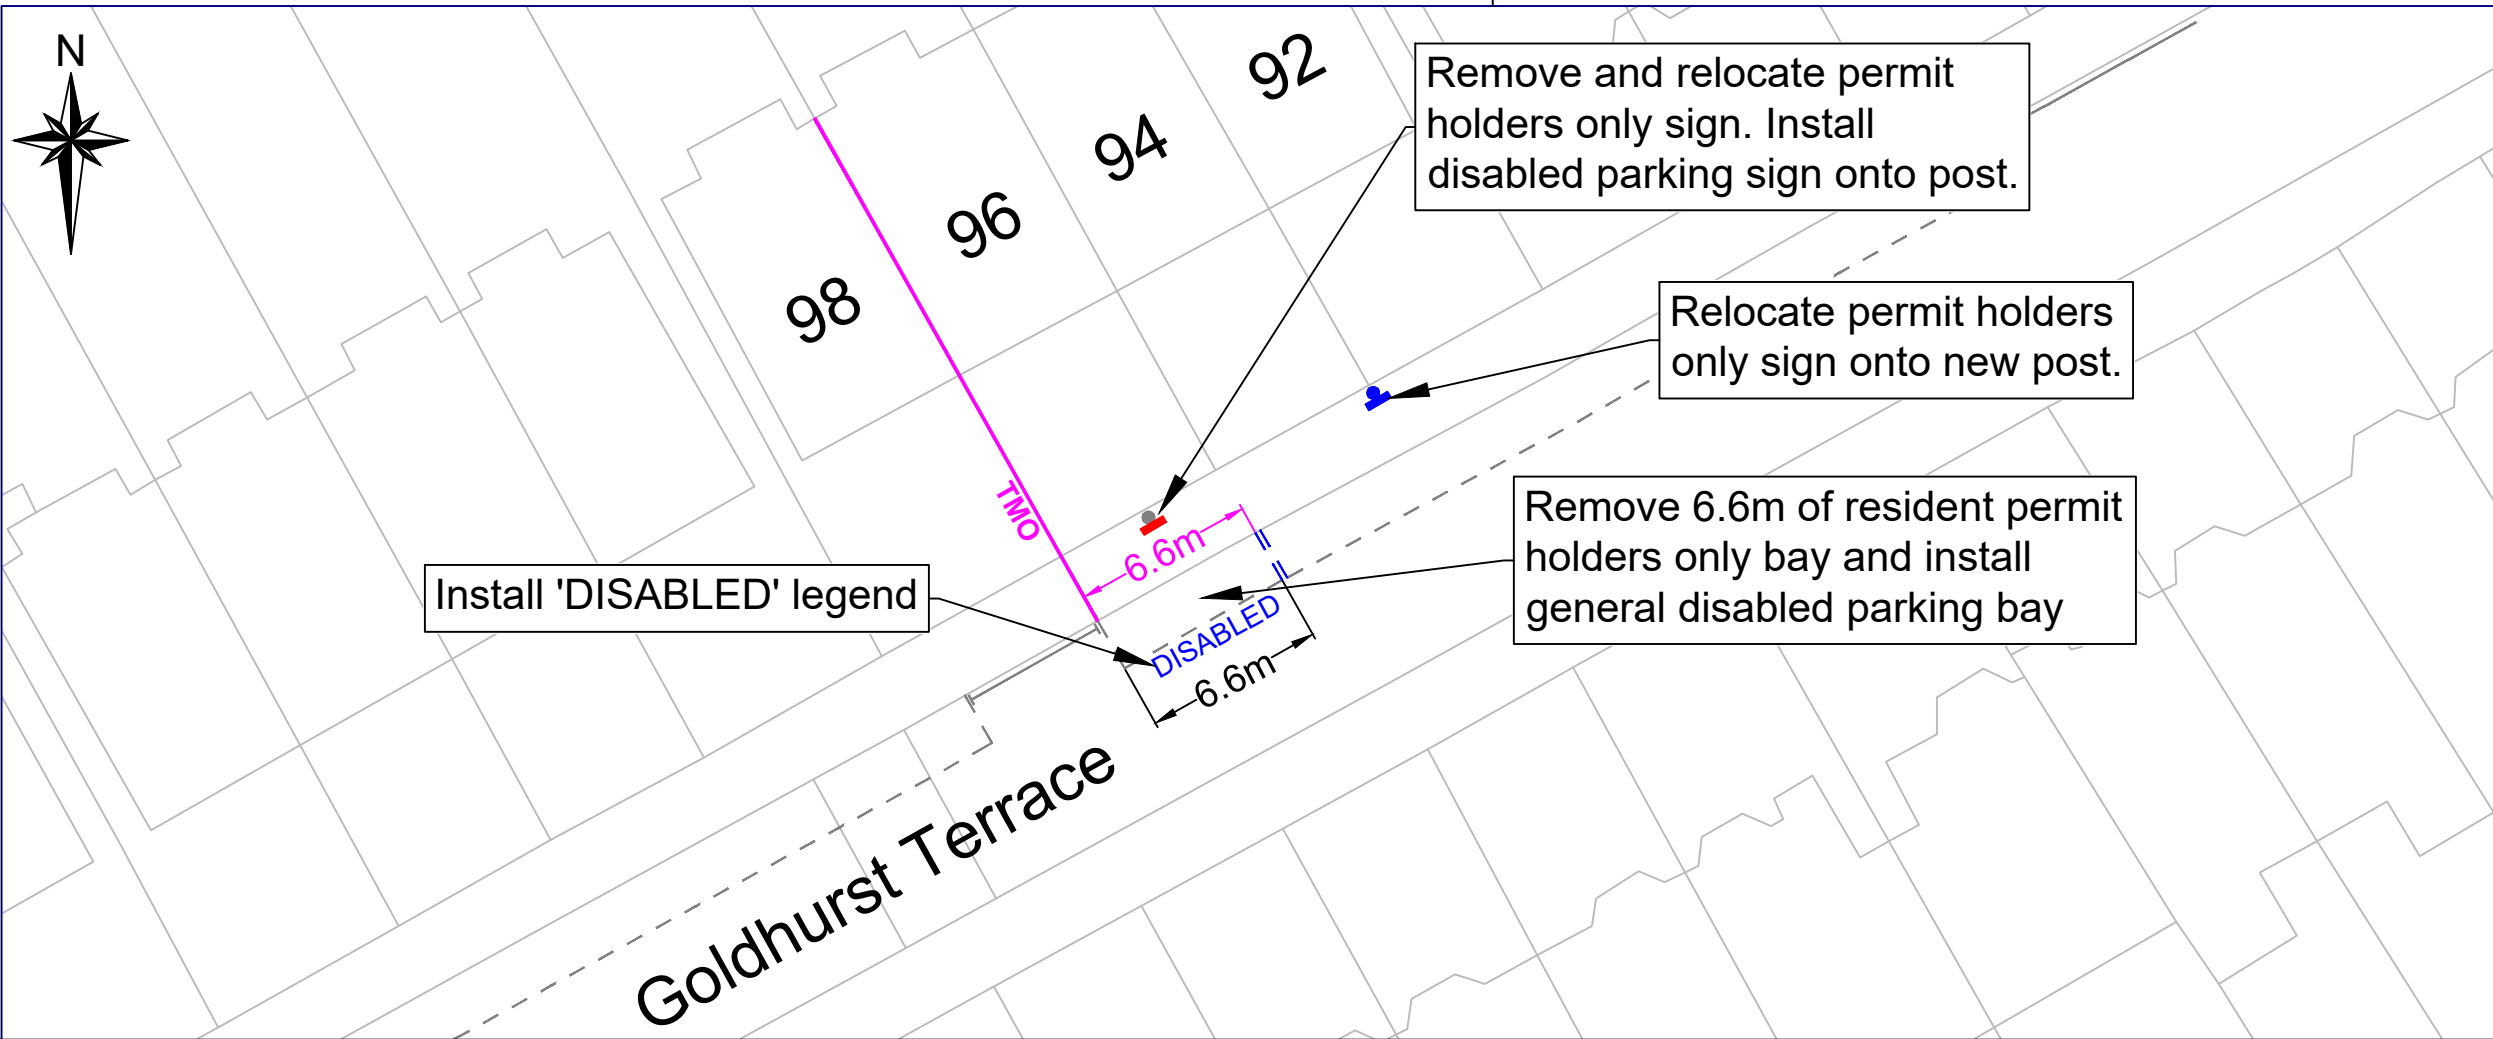 N
92
94
96
98
Remove and relocate permit
holders only sign. Install
disabled parking sign onto post.
Relocate permit holders
only sign onto new post.
Remove 6.6m of resident permit
holders only bay and install
general disabled parking bay
TMO
6.6m
Install 'DISABLED' legend
DISABLED
6.6m
Goldhurst Terrace